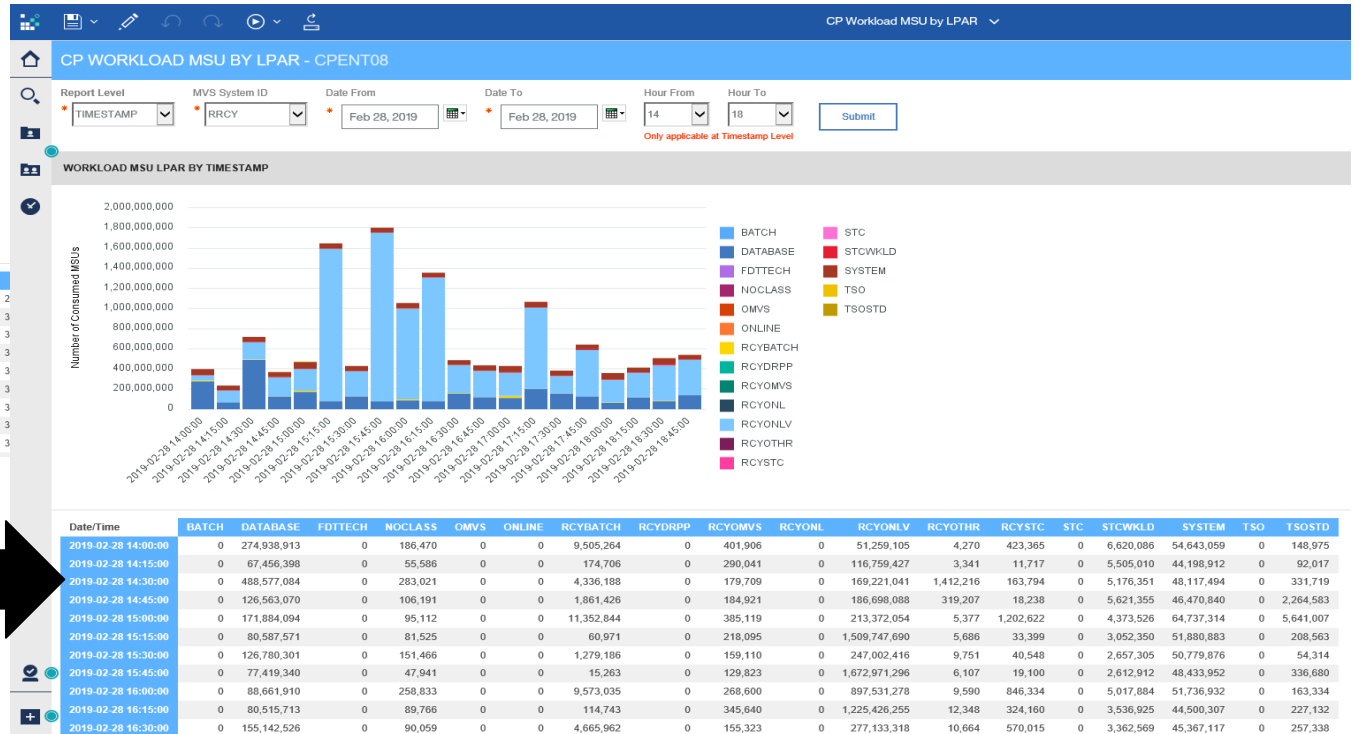 CP Workload MSU by LPAR
CP WORKLOAD MSU BY LPAR - CPENT08
Report Level MVS System ID Date From Date To Hour From Hour To
* TIMESTAMP * RRCY * Feb 28, 2019 * Feb 28, 2019 14 18 Submit
Only applicable at Timestamp Level
WORKLOAD MSU LPAR BY TIMESTAMP
Number of Consumed MSUs
2,000,000,000
1,800,000,000
1,600,000,000
1,400,000,000
1,200,000,000
1,000,000,000
800,000,000
600,000,000
400,000,000
200,000,000
0
2019-02-28 14:00:00
2019-02-28 14:15:00
2019-02-28 14:30:00
2019-02-28 14:45:00
2019-02-28 15:00:00
2019-02-28 15:15:00
2019-02-28 15:30:00
2019-02-28 15:45:00
2019-02-28 16:00:00
2019-02-28 16:15:00
2019-02-28 16:30:00
2019-02-28 16:45:00
2019-02-28 17:00:00
2019-02-28 17:15:00
2019-02-28 17:30:00
2019-02-28 17:45:00
2019-02-28 18:00:00
2019-02-28 18:15:00
2019-02-28 18:30:00
2019-02-28 18:45:00
BATCH
DATABASE
FDTTECH
NOCLASS
OMVS
ONLINE
RCYBATCH
RCYDRPP
RCYOMVS
RCYONL
RCYONLV
RCYOTHR
RCYSTC
STC
STCWKLD
SYSTEM
TSO
TSOSTD
2
3
3
3
3
3
3
3
3
Date/Time BATCH DATABASE FDTTECH NOCLASS OMVS ONLINE RCYBATCH RCYDRPP RCYOMVS RCYONL RCYONLV RCYOTHR RCYSTC STC STCWKLD SYSTEM TSO TSOSTD
2019-02-28 14:00:00 0 274,938,913 0 186,470 0 0 9,505,264 0 401,906 0 51,259,105 4,270 423,365 0 6,620,086 54,643,059 0 148,975
2019-02-28 14:15:00 0 67,456,398 0 55,586 0 0 174,706 0 290,041 0 116,759,427 3,341 11,717 0 5,505,010 44,198,912 0 92,017
2019-02-28 14:30:00 0 488,577,084 0 283,021 0 0 4,336,188 0 179,709 0 169,221,041 1,412,216 163,794 0 5,176,351 48,117,494 0 331,719
2019-02-28 14:45:00 0 126,563,070 0 106,191 0 0 1,861,426 0 184,921 0 186,698,088 319,207 18,238 0 5,621,355 46,470,840 0 2,264,583
2019-02-28 15:00:00 0 171,884,094 0 95,112 0 0 11,352,844 0 385,119 0 213,372,054 5,377 1,202,622 0 4,373,526 64,737,314 0 5,641,007
2019-02-28 15:15:00 0 80,587,571 0 81,525 0 0 60,971 0 218,095 0 1,509,747,690 5,686 33,399 0 3,052,350 51,880,883 0 208,563
2019-02-28 15:30:00 0 126,780,301 0 151,466 0 0 1,279,186 0 159,110 0 247,002,416 9,751 40,548 0 2,657,305 50,779,876 0 54,314
2019-02-28 15:45:00 0 77,419,340 0 47,941 0 0 15,263 0 129,823 0 1,672,971,296 6,107 19,100 0 2,612,912 48,433,952 0 336,680
2019-02-28 16:00:00 0 88,661,910 0 258,833 0 0 9,573,035 0 268,600 0 897,531,278 9,590 846,334 0 5,017,884 51,736,932 0 163,334
2019-02-28 16:15:00 0 80,515,713 0 89,766 0 0 114,743 0 345,640 0 1,225,426,255 12,348 324,160 0 3,536,925 44,500,307 0 227,132
2019-02-28 16:30:00 0 155,142,526 0 90,059 0 0 4,665,962 0 155,323 0 277,133,318 10,664 570,015 0 3,362,569 45,367,117 0 257,338